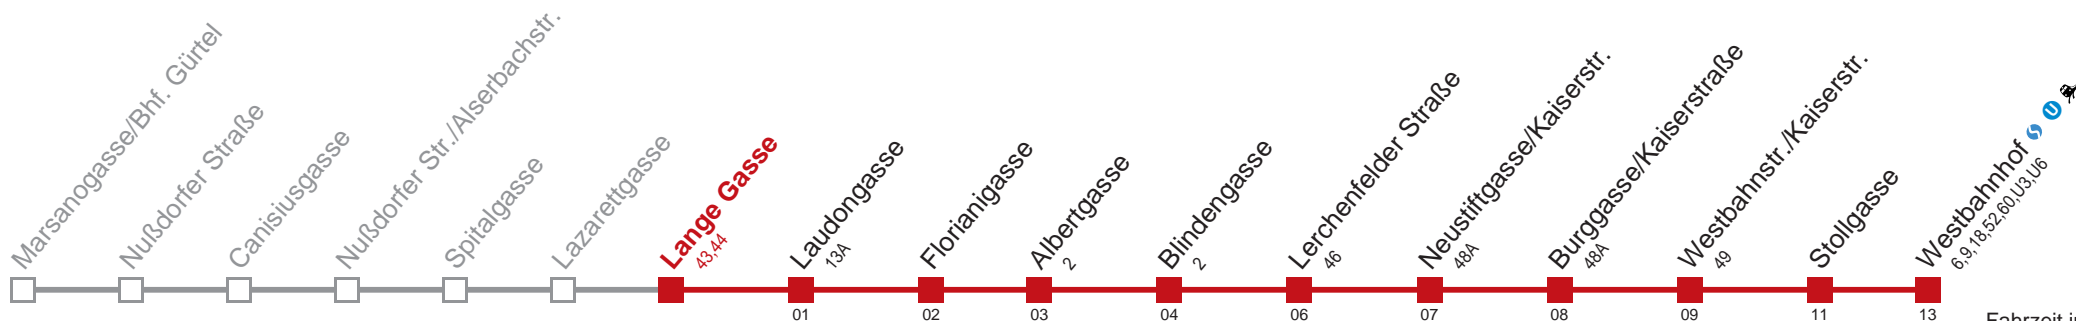 Marsanogasse/Bhf. Gürtel
Nußdorfer Straße
Canisiusgasse
Nußdorfer Str./Alserbachstr.
Spitalgasse
Lazarettgasse
Lange Gasse
43,44
Laudongasse
13A
Florianigasse
Albertgasse
2
Blindengasse
2
Lerchenfelder Straße
46
Neustiftgasse/Kaiserstr.
48A
Burggasse/Kaiserstraße
48A
Westbahnstr./Kaiserstr.
49
Stollgasse
Westbahnhof U
6,9,18,52,60,U3,U6
01 02 03 04 06 07 08 09 11 13
Fahrzeit